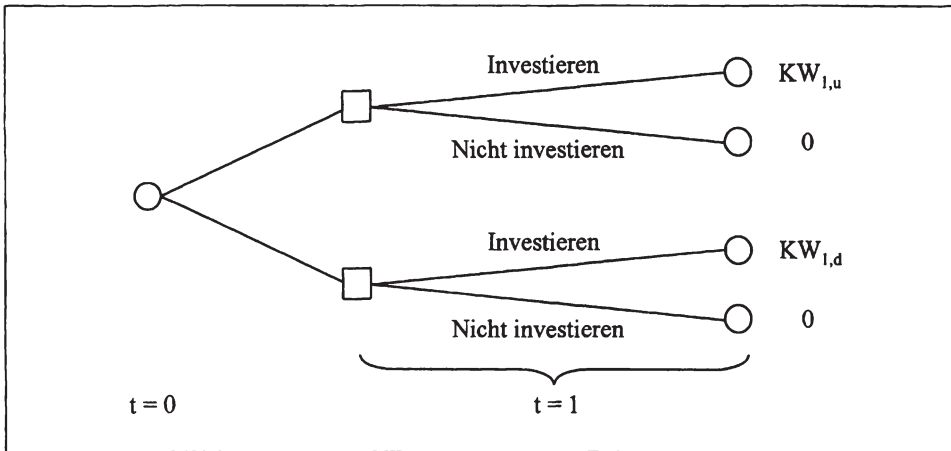 Investieren
KW1,u
Nicht investieren
0
Investieren
KW1,d
Nicht investieren
0
t = 0
t = 1